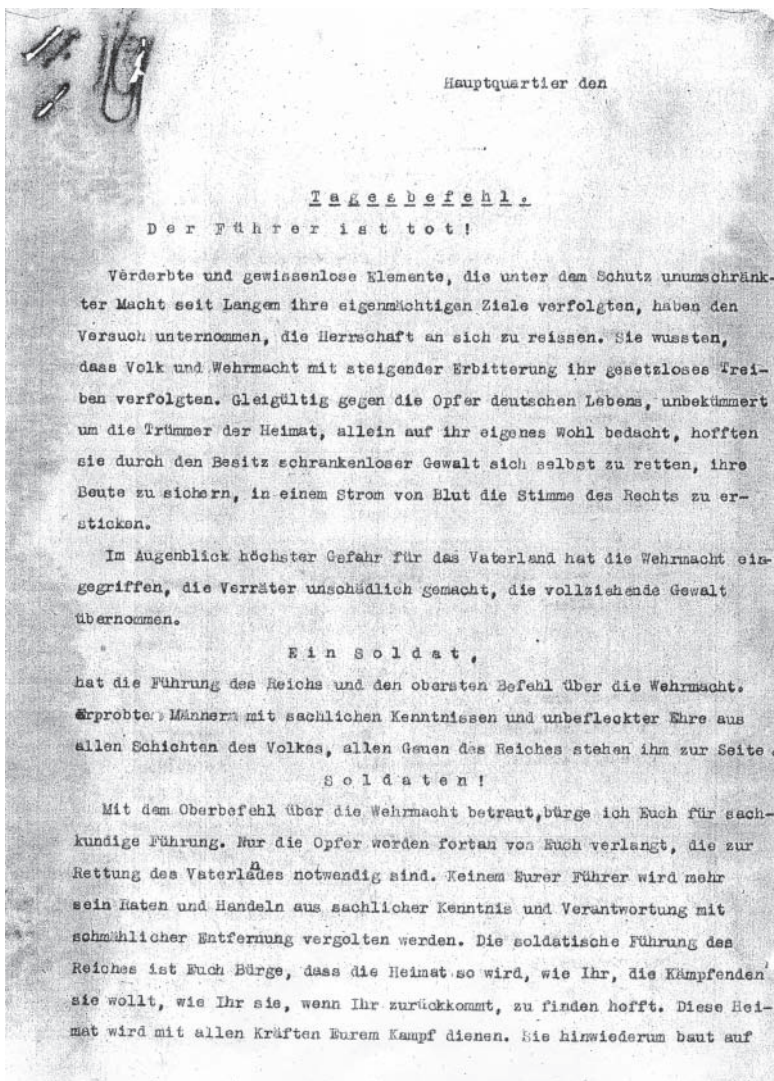 Hauptquartier den
Tagesbefehl.
Der Führer ist tot!
Verderbte und gewissenlose Elemente, die unter dem Schutz unumschränk-
ter Macht seit Langem ihre eigenmächtigen Ziele verfolgten, haben den
Versuch unternommen, die Herrschaft an sich zu reissen. Sie wussten,
dass Volk und Wehrmacht mit steigender Erbitterung ihr gesetzloses Trei-
ben verfolgten. Gleigültig gegen die Opfer deutschen Lebens, unbekümmert
um die Trümmer der Heimat, allein auf ihr eigenes Wohl bedacht, hofften
sie durch den Besitz schrankenloser Gewalt sich selbst zu retten, ihre
Beute zu sichern, in einem Strom von Blut die Stimme des Rechts zu er-
sticken.
Im Augenblick höchster Gefahr für das Vaterland hat die Wehrmacht ein-
gegriffen, die Verräter unschädlich gemacht, die vollziehende Gewalt
übernommen.
Ein Soldat,
hat die Führung des Reichs und den obersten Befehl über die Wehrmacht.
Erprobte Männer mit sachlichen Kenntnissen und unbefleckter Ehre aus
allen Schichten des Volkes, allen Gauen des Reiches stehen ihm zur Seite.
Soldaten!
Mit dem Oberbefehl über die Wehrmacht betraut,bürge ich Euch für sach-
kundige Führung. Nur die Opfer werden fortan von Euch verlangt, die zur
Rettung des Vaterlandes notwendig sind. Keinem Eurer Führer wird mehr
sein Raten und Handeln aus sachlicher Kenntnis und Verantwortung mit
schmählicher Entfernung vergolten werden. Die soldatische Führung des
Reiches ist Euch Bürge, dass die Heimat so wird, wie Ihr, die Kämpfenden
sie wollt, wie Ihr sie, wenn Ihr zurückkommt, zu finden hofft. Diese Hei-
mat wird mit allen Kräften Eurem Kampf dienen. Sie hinwiederum baut auf